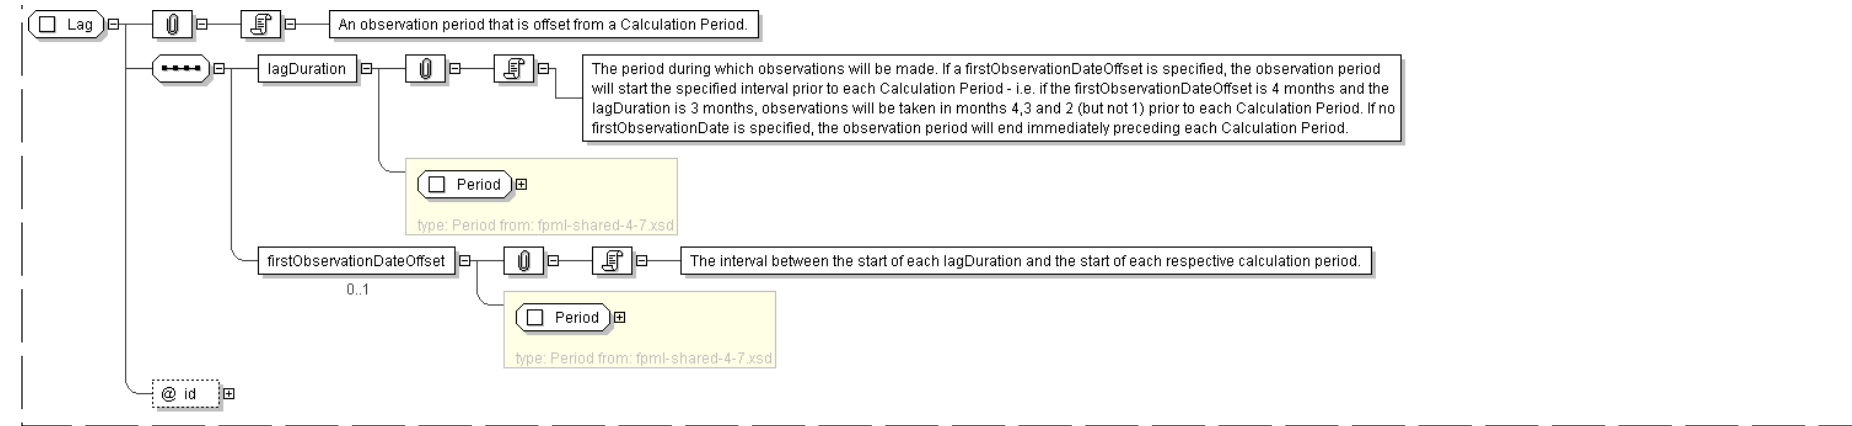 Lag
An observation period that is offset from a Calculation Period.
lagDuration
The period during which observations will be made. If a firstObservationDateOffset is specified, the observation period
will start the specified interval prior to each Calculation Period - i.e. if the firstObservationDateOffset is 4 months and the
lagDuration is 3 months, observations will be taken in months 4,3 and 2 (but not 1) prior to each Calculation Period. If no
firstObservationDate is specified, the observation period will end immediately preceding each Calculation Period.
Period
type: Period from: fpml-shared-4-7.xsd
firstObservationDateOffset
The interval between the start of each lagDuration and the start of each respective calculation period.
0..1
Period
type: Period from: fpml-shared-4-7.xsd
@ id